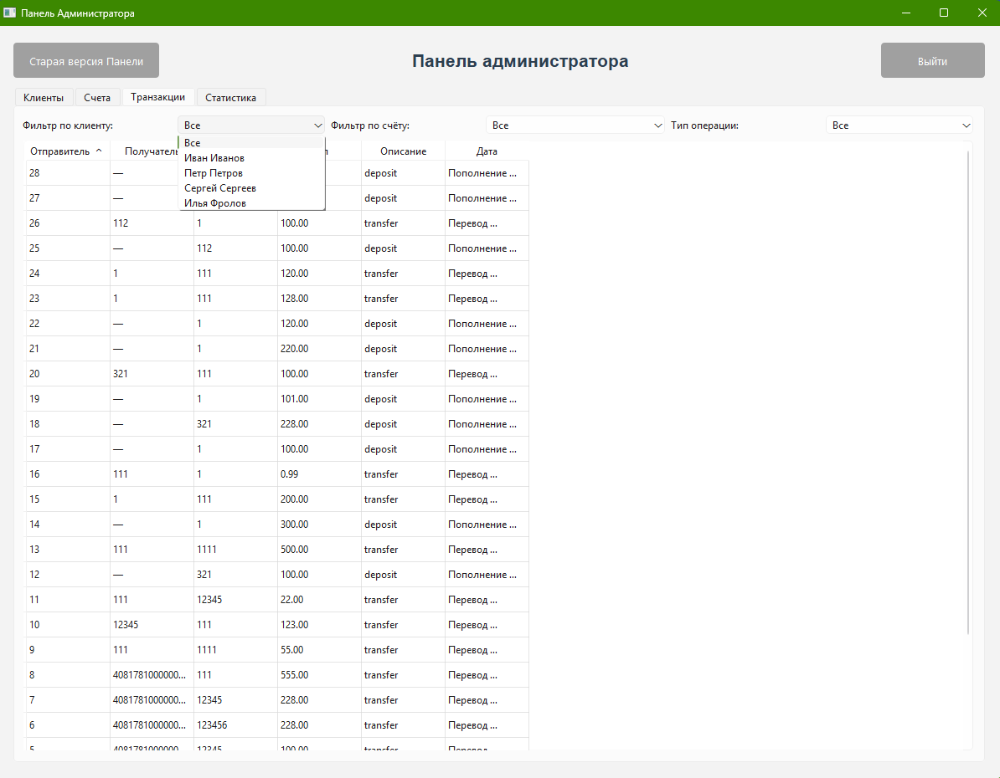 Панель Администратора
Старая версия Панели
Панель администратора
Выйти
Клиенты Счета Транзакции Статистика
Фильтр по клиенту: Все Фильтр по счёту: Все Тип операции: Все
Все
Иван Иванов
Петр Петров
Сергей Сергеев
Илья Фролов
Отправитель Получатель Описание Дата
28 — deposit Пополнение ...
27 — deposit Пополнение ...
26 112 1 100.00 transfer Перевод ...
25 — 112 100.00 deposit Пополнение ...
24 1 111 120.00 transfer Перевод ...
23 1 111 128.00 transfer Перевод ...
22 — 1 120.00 deposit Пополнение ...
21 — 1 220.00 deposit Пополнение ...
20 321 111 100.00 transfer Перевод ...
19 — 1 101.00 deposit Пополнение ...
18 — 321 228.00 deposit Пополнение ...
17 — 1 100.00 deposit Пополнение ...
16 111 1 0.99 transfer Перевод ...
15 1 111 200.00 transfer Перевод ...
14 — 1 300.00 deposit Пополнение ...
13 111 1111 500.00 transfer Перевод ...
12 — 321 100.00 deposit Пополнение ...
11 111 12345 22.00 transfer Перевод ...
10 12345 111 123.00 transfer Перевод ...
9 111 1111 55.00 transfer Перевод ...
8 4081781000000... 111 555.00 transfer Перевод ...
7 4081781000000... 12345 228.00 transfer Перевод ...
6 4081781000000... 123456 228.00 transfer Перевод ...
5 4081781000000... 12345 100.00 transfer Перевод ...